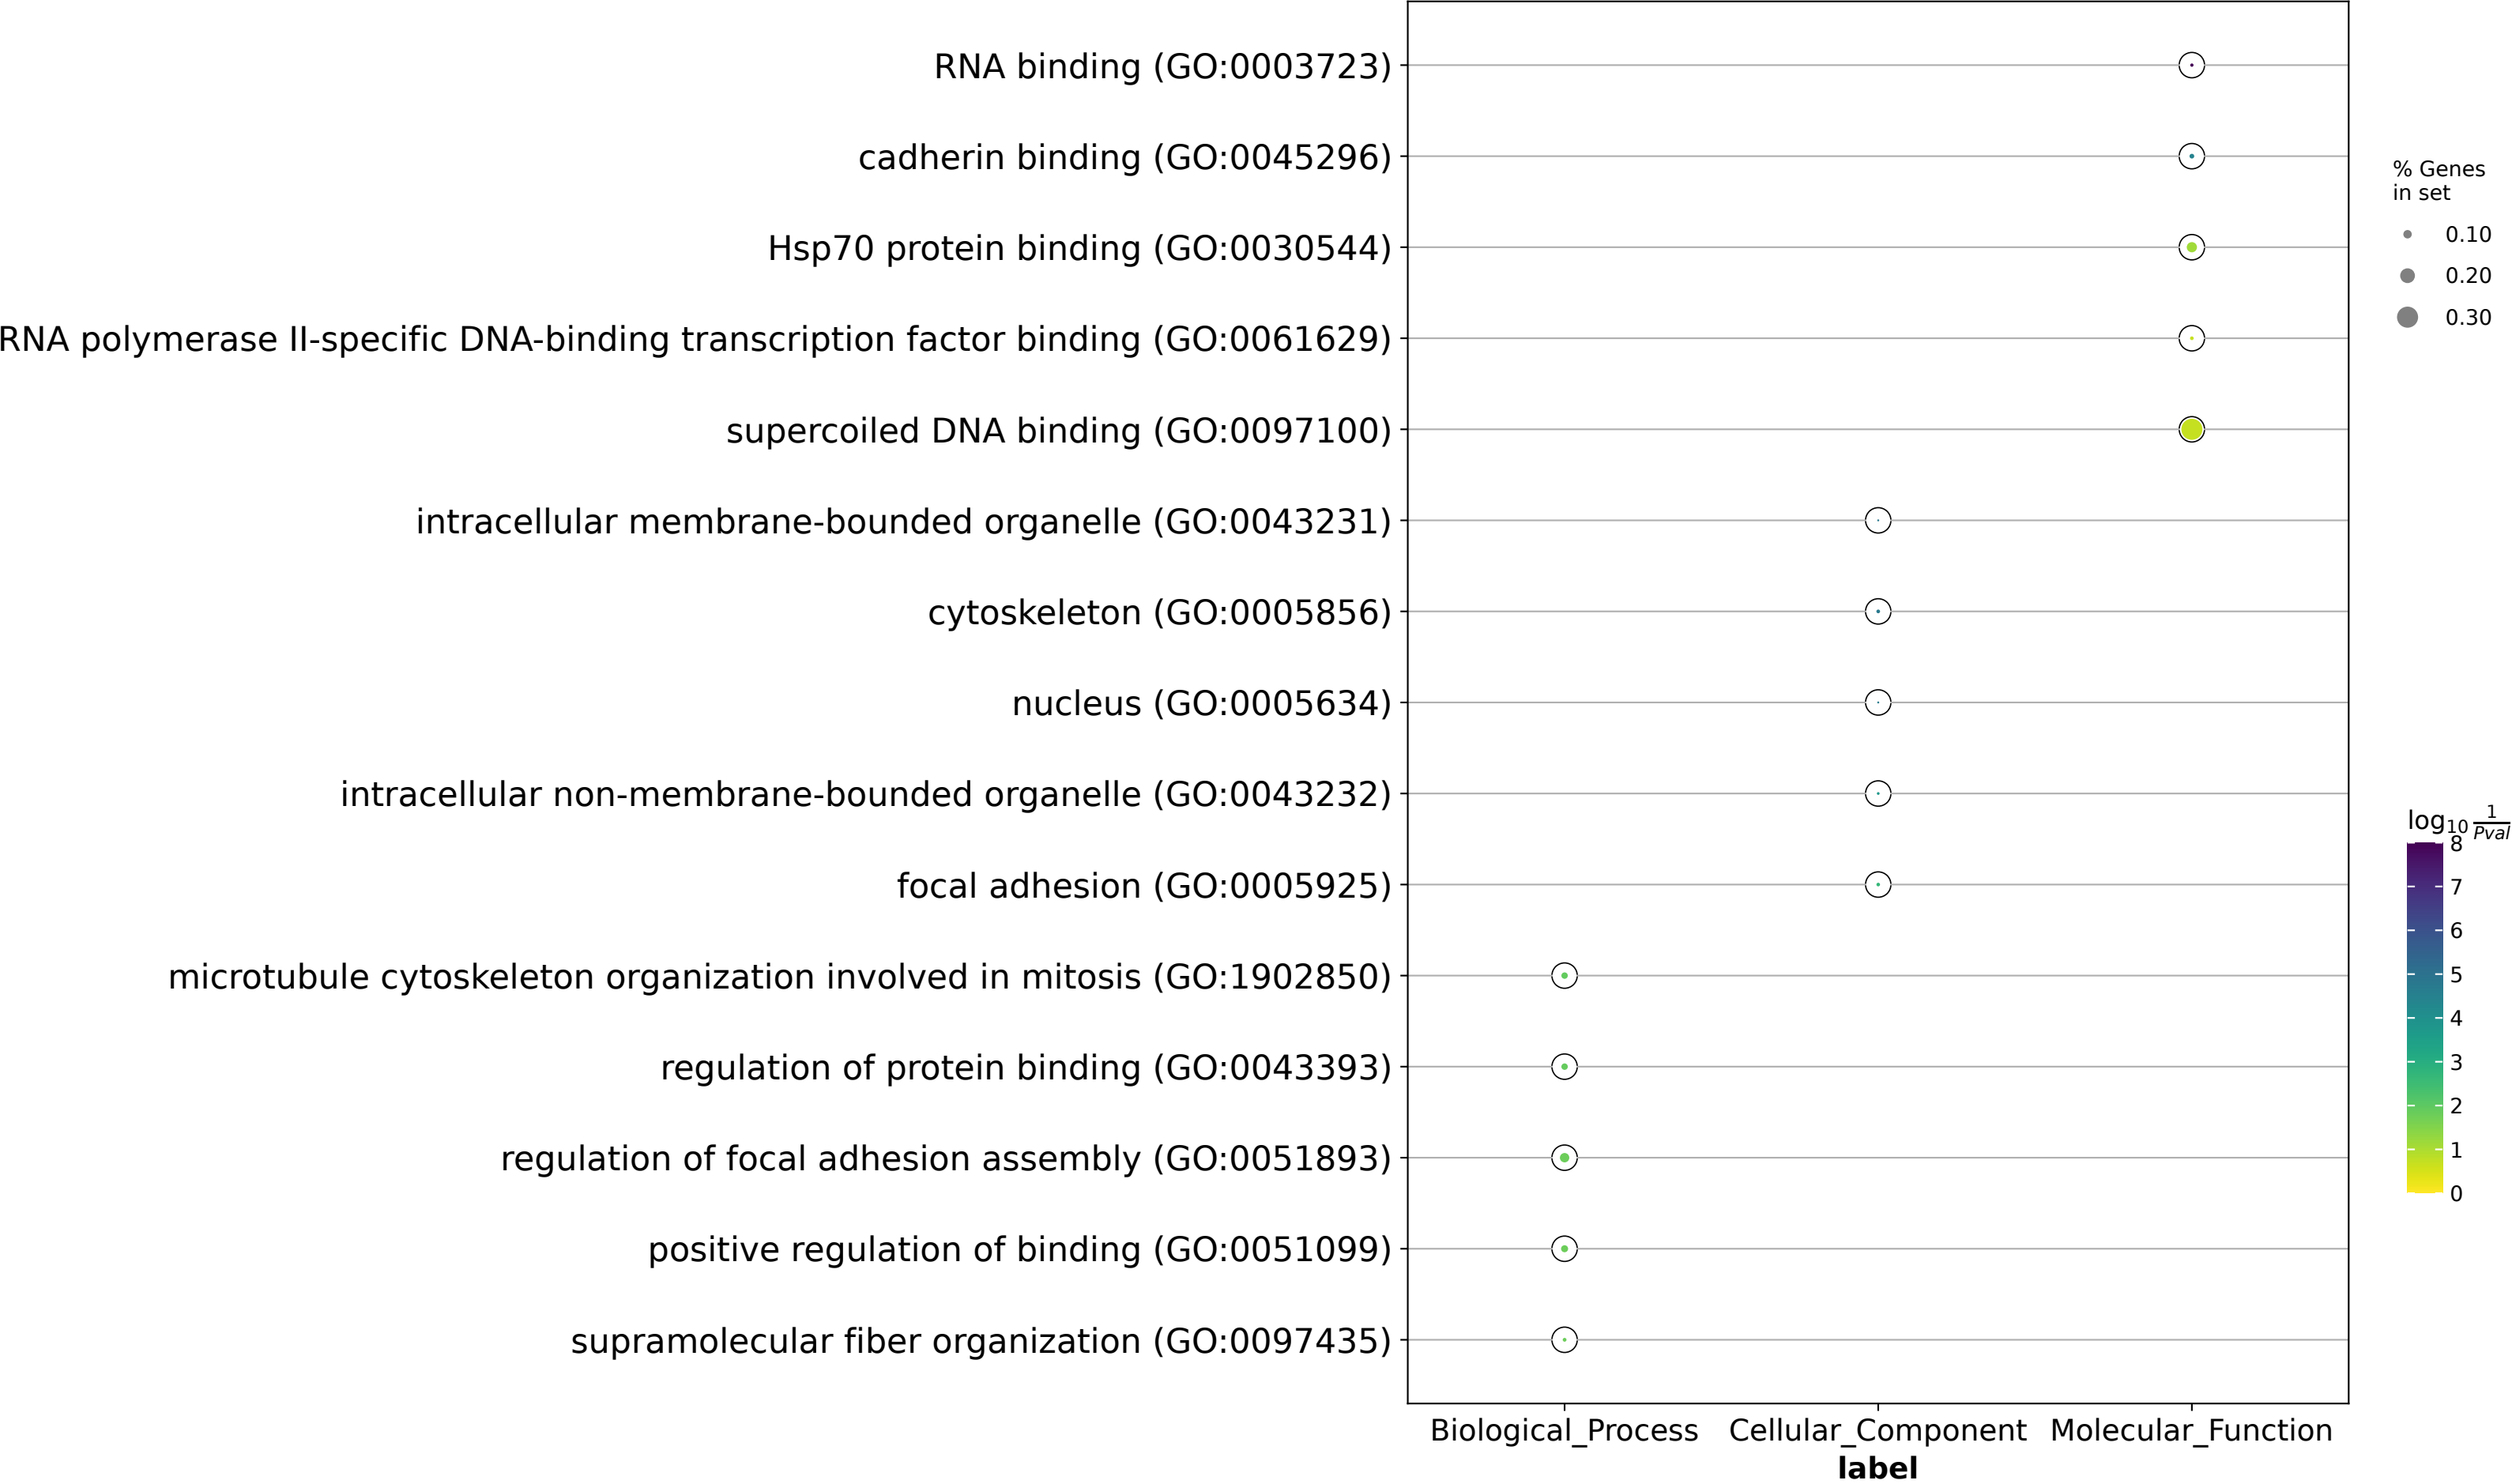 RNA binding (GO:0003723)
cadherin binding (GO:0045296)
Hsp70 protein binding (GO:0030544)
RNA polymerase II-specific DNA-binding transcription factor binding (GO:0061629)
supercoiled DNA binding (GO:0097100)
intracellular membrane-bounded organelle (GO:0043231)
cytoskeleton (GO:0005856)
nucleus (GO:0005634)
intracellular non-membrane-bounded organelle (GO:0043232)
focal adhesion (GO:0005925)
microtubule cytoskeleton organization involved in mitosis (GO:1902850)
regulation of protein binding (GO:0043393)
regulation of focal adhesion assembly (GO:0051893)
positive regulation of binding (GO:0051099)
supramolecular fiber organization (GO:0097435)
Biological_Process Cellular_Component Molecular_Function
label
% Genes
in set
0.10
0.20
0.30
log₁₀ 1/Pval
8
7
6
5
4
3
2
1
0